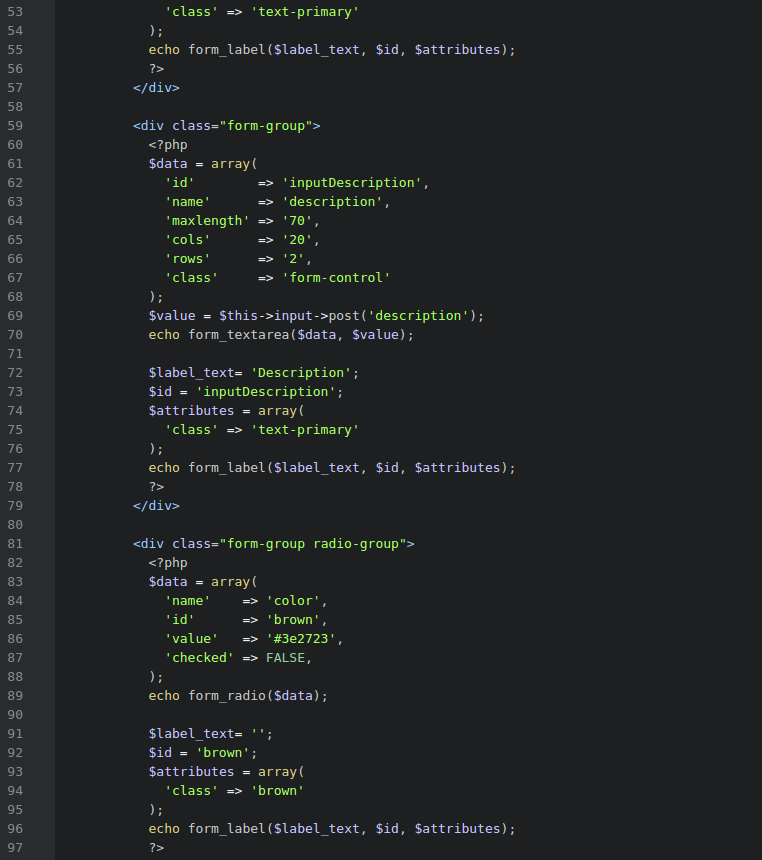 53 'class' => 'text-primary'
54 );
55 echo form_label($label_text, $id, $attributes);
56 ?>
57 </div>
58
59 <div class="form-group">
60 <?php
61 $data = array(
62 'id'        => 'inputDescription',
63 'name'      => 'description',
64 'maxlength' => '70',
65 'cols'      => '20',
66 'rows'      => '2',
67 'class'     => 'form-control'
68 );
69 $value = $this->input->post('description');
70 echo form_textarea($data, $value);
71
72 $label_text= 'Description';
73 $id = 'inputDescription';
74 $attributes = array(
75 'class' => 'text-primary'
76 );
77 echo form_label($label_text, $id, $attributes);
78 ?>
79 </div>
80
81 <div class="form-group radio-group">
82 <?php
83 $data = array(
84 'name'    => 'color',
85 'id'      => 'brown',
86 'value'   => '#3e2723',
87 'checked' => FALSE,
88 );
89 echo form_radio($data);
90
91 $label_text= '';
92 $id = 'brown';
93 $attributes = array(
94 'class' => 'brown'
95 );
96 echo form_label($label_text, $id, $attributes);
97 ?>